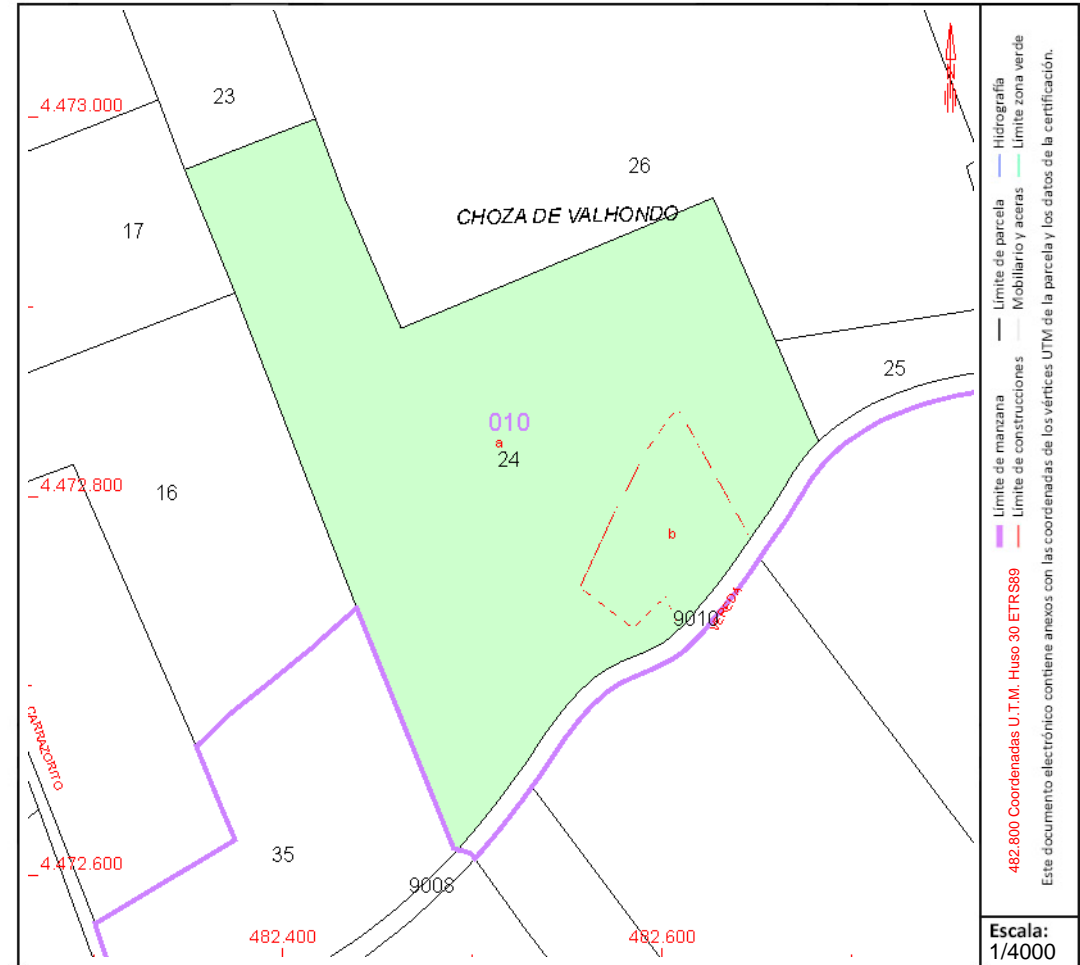 4.473.000
23
26
CHOZA DE VALHONDO
17
25
010
a
24
4.472.800
16
b
9010
VEREDA
CARRAZORITO
4.472.600
35
9008
482.400
482.600
N
482.800 Coordenadas U.T.M. Huso 30 ETRS89
Límite de manzana
Límite de parcela
Hidrografía
Límite de construcciones
Mobiliario y aceras
Límite zona verde
Este documento electrónico contiene anexos con las coordenadas de los vértices UTM de la parcela y los datos de la certificación.
Escala:
1/4000